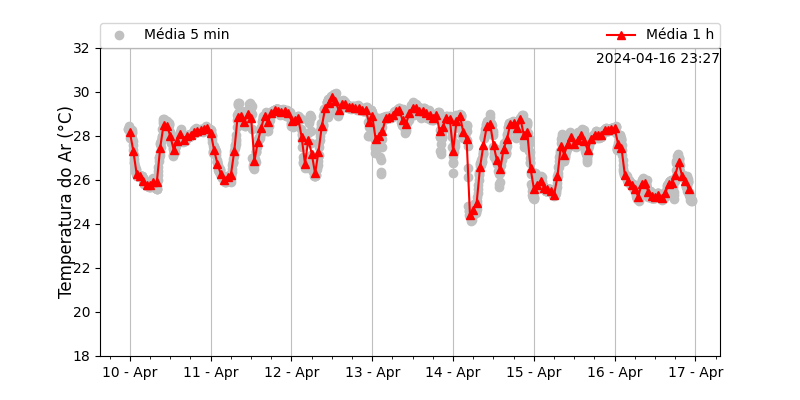 Média 5 min
Média 1 h
2024-04-16 23:27
Temperatura do Ar (°C)
32
30
28
26
24
22
20
18
10 - Apr
11 - Apr
12 - Apr
13 - Apr
14 - Apr
15 - Apr
16 - Apr
17 - Apr